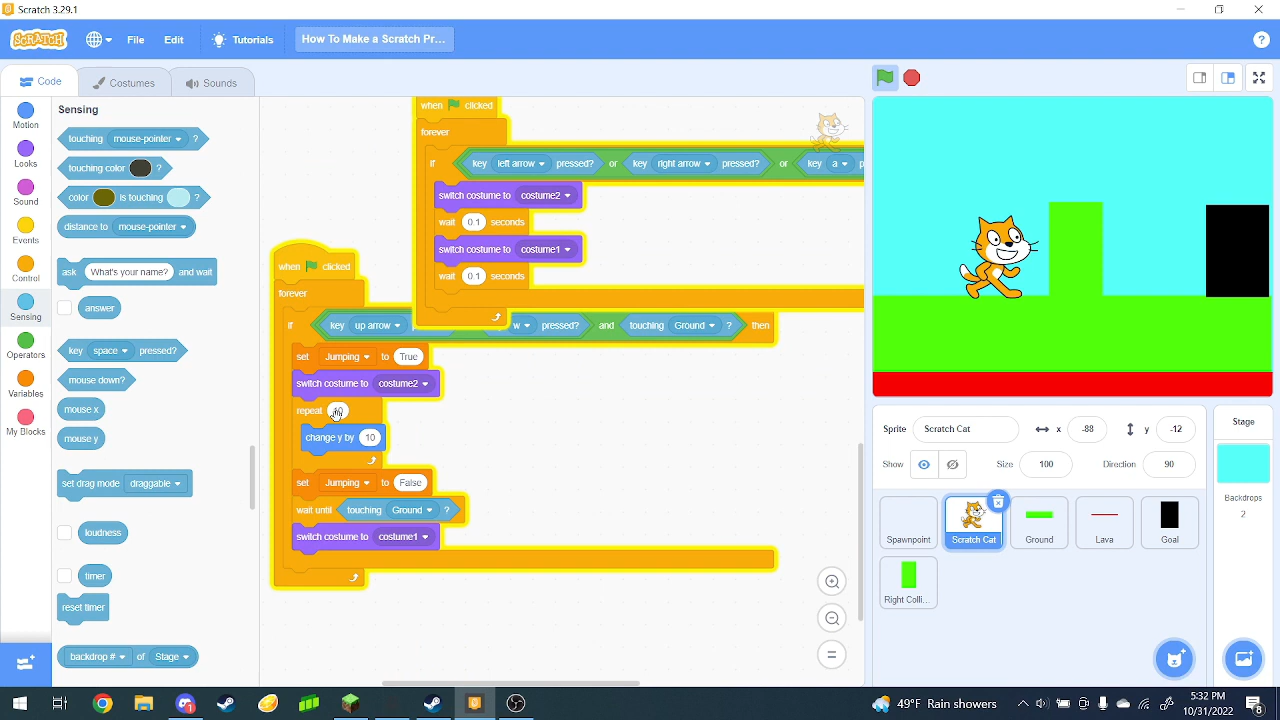 Scratch 3.29.1
SCRATCH File Edit Tutorials How To Make a Scratch Pr...
Code Costumes Sounds
Motion
Looks
Sound
Events
Control
Sensing
Operators
Variables
My Blocks
Sensing
touching mouse-pointer ?
touching color ?
color is touching ?
distance to mouse-pointer
ask What's your name? and wait
answer
key space pressed?
mouse down?
mouse x
mouse y
set drag mode draggable
loudness
timer
reset timer
backdrop # of Stage
when clicked
forever
If key left arrow pressed? or key right arrow pressed? or key a p
switch costume to costume2
wait 0.1 seconds
switch costume to costume1
wait 0.1 seconds
when clicked
forever
If key up arrow w pressed? and touching Ground ? then
set Jumping to True
switch costume to costume2
repeat
change y by 10
set Jumping to False
wait until touching Ground ?
switch costume to costume1
Sprite Scratch Cat x -88 y -12
Show Size 100 Direction 90
Spawnpoint Scratch Cat Ground Lava Goal
Right Colli...
Stage
Backdrops
2
49°F Rain showers
5:32 PM
10/31/2022
8